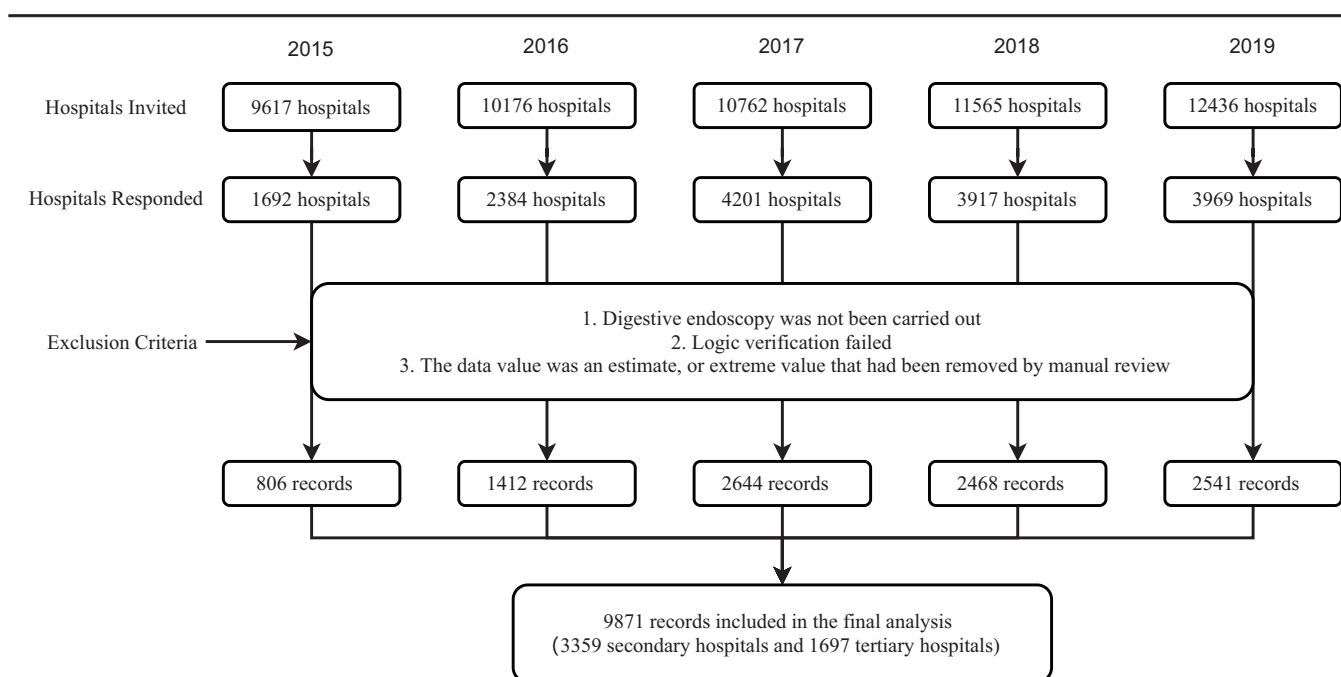 2015 2016 2017 2018 2019
Hospitals Invited 9617 hospitals 10176 hospitals 10762 hospitals 11565 hospitals 12436 hospitals
Hospitals Responded 1692 hospitals 2384 hospitals 4201 hospitals 3917 hospitals 3969 hospitals
Exclusion Criteria
1. Digestive endoscopy was not been carried out
2. Logic verification failed
3. The data value was an estimate, or extreme value that had been removed by manual review
806 records 1412 records 2644 records 2468 records 2541 records
9871 records included in the final analysis
(3359 secondary hospitals and 1697 tertiary hospitals)